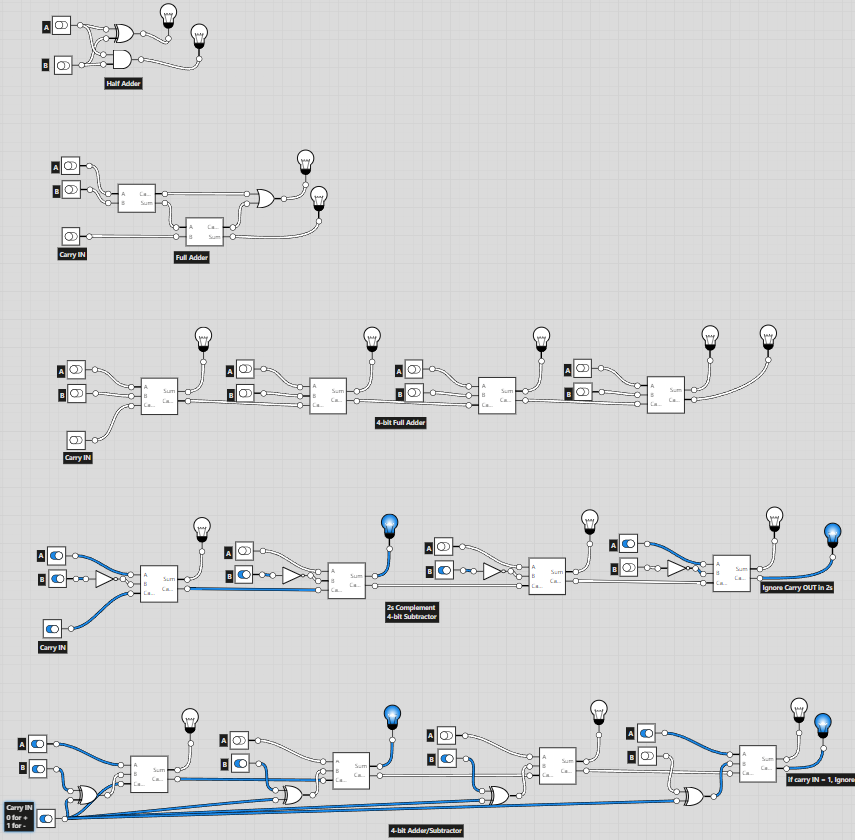 A
B
Half Adder
A
B
A Ca...
B Sum
A Ca...
B Sum
Carry IN
Full Adder
A
B
A Sum
B Ca...
Ca...
A
B
A Sum
B Ca...
Ca...
A
B
A Sum
B Ca...
Ca...
A
B
A Sum
B Ca...
Ca...
4-bit Full Adder
Carry IN
A
B
A Sum
B Ca...
Ca...
A
B
A Sum
B Ca...
Ca...
A
B
A Sum
B Ca...
Ca...
A
B
A Sum
B Ca...
Ca...
Ignore Carry OUT in 2s
2s Complement
4-bit Subtractor
Carry IN
A
B
A Sum
B Ca...
Ca...
A
B
A Sum
B Ca...
Ca...
A
B
A Sum
B Ca...
Ca...
A
B
A Sum
B Ca...
Ca...
If carry IN = 1, Ignore
Carry IN
0 for +
1 for -
4-bit Adder/Subtractor